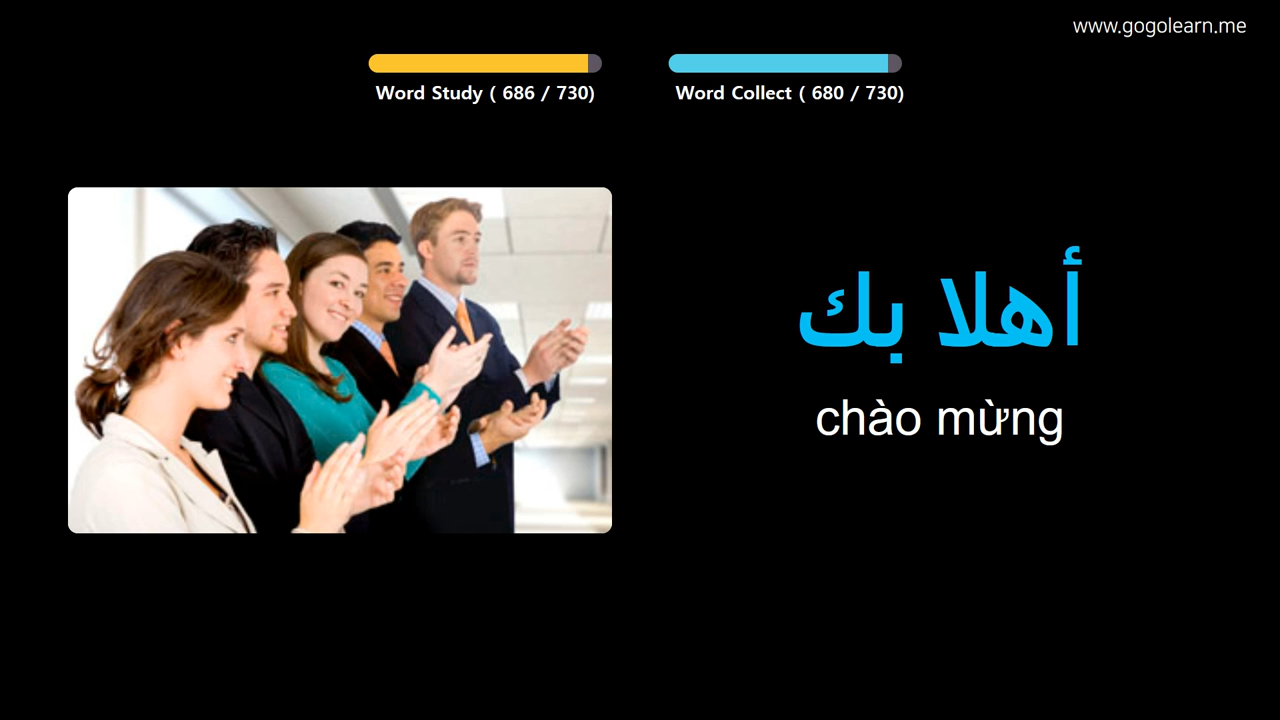 www.gogolearn.me
Word Study ( 686 / 730)
Word Collect ( 680 / 730)
أهلا بك
chào mừng